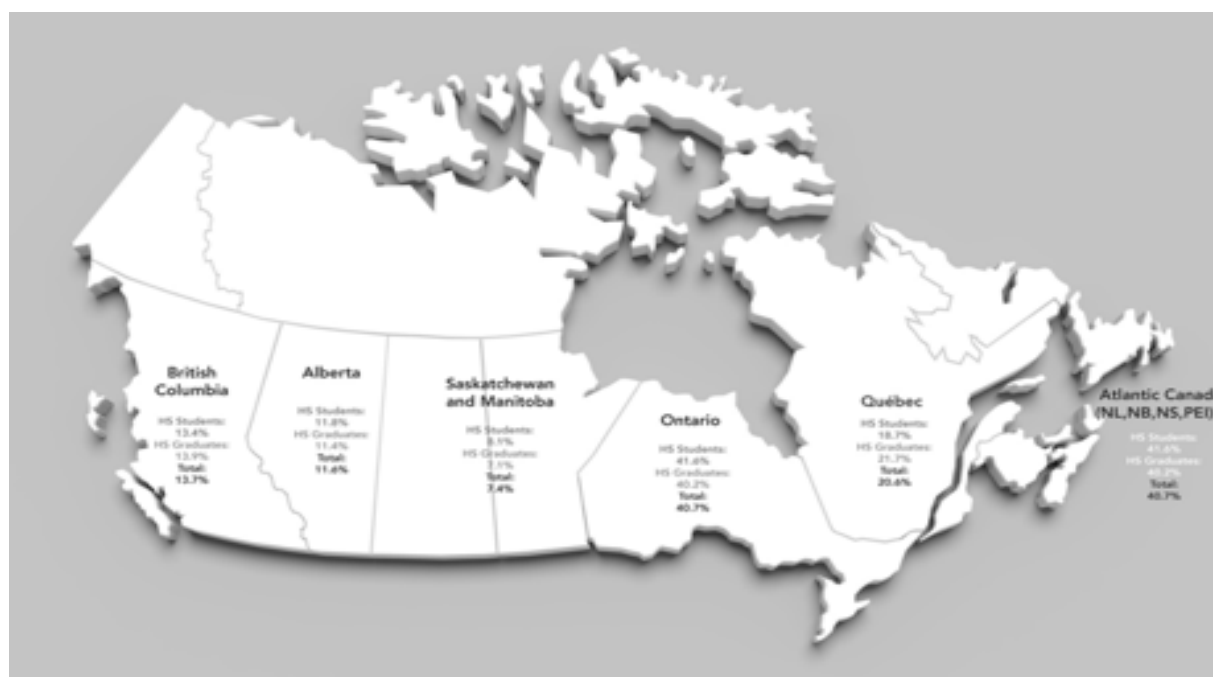 British
Columbia
HS Students:
13.4%
HS Graduates:
13.9%
Total:
13.7%
Alberta
HS Students:
11.8%
HS Graduates:
11.4%
Total:
11.6%
Saskatchewan
and Manitoba
HS Students:
8.1%
HS Graduates:
7.1%
Total:
7.4%
Ontario
HS Students:
41.6%
HS Graduates:
40.2%
Total:
40.7%
Québec
HS Students:
18.7%
HS Graduates:
21.7%
Total:
20.6%
Atlantic Canad
(NL,NB,NS,PEI)
HS Students:
41.6%
HS Graduates:
40.2%
Total:
40.7%